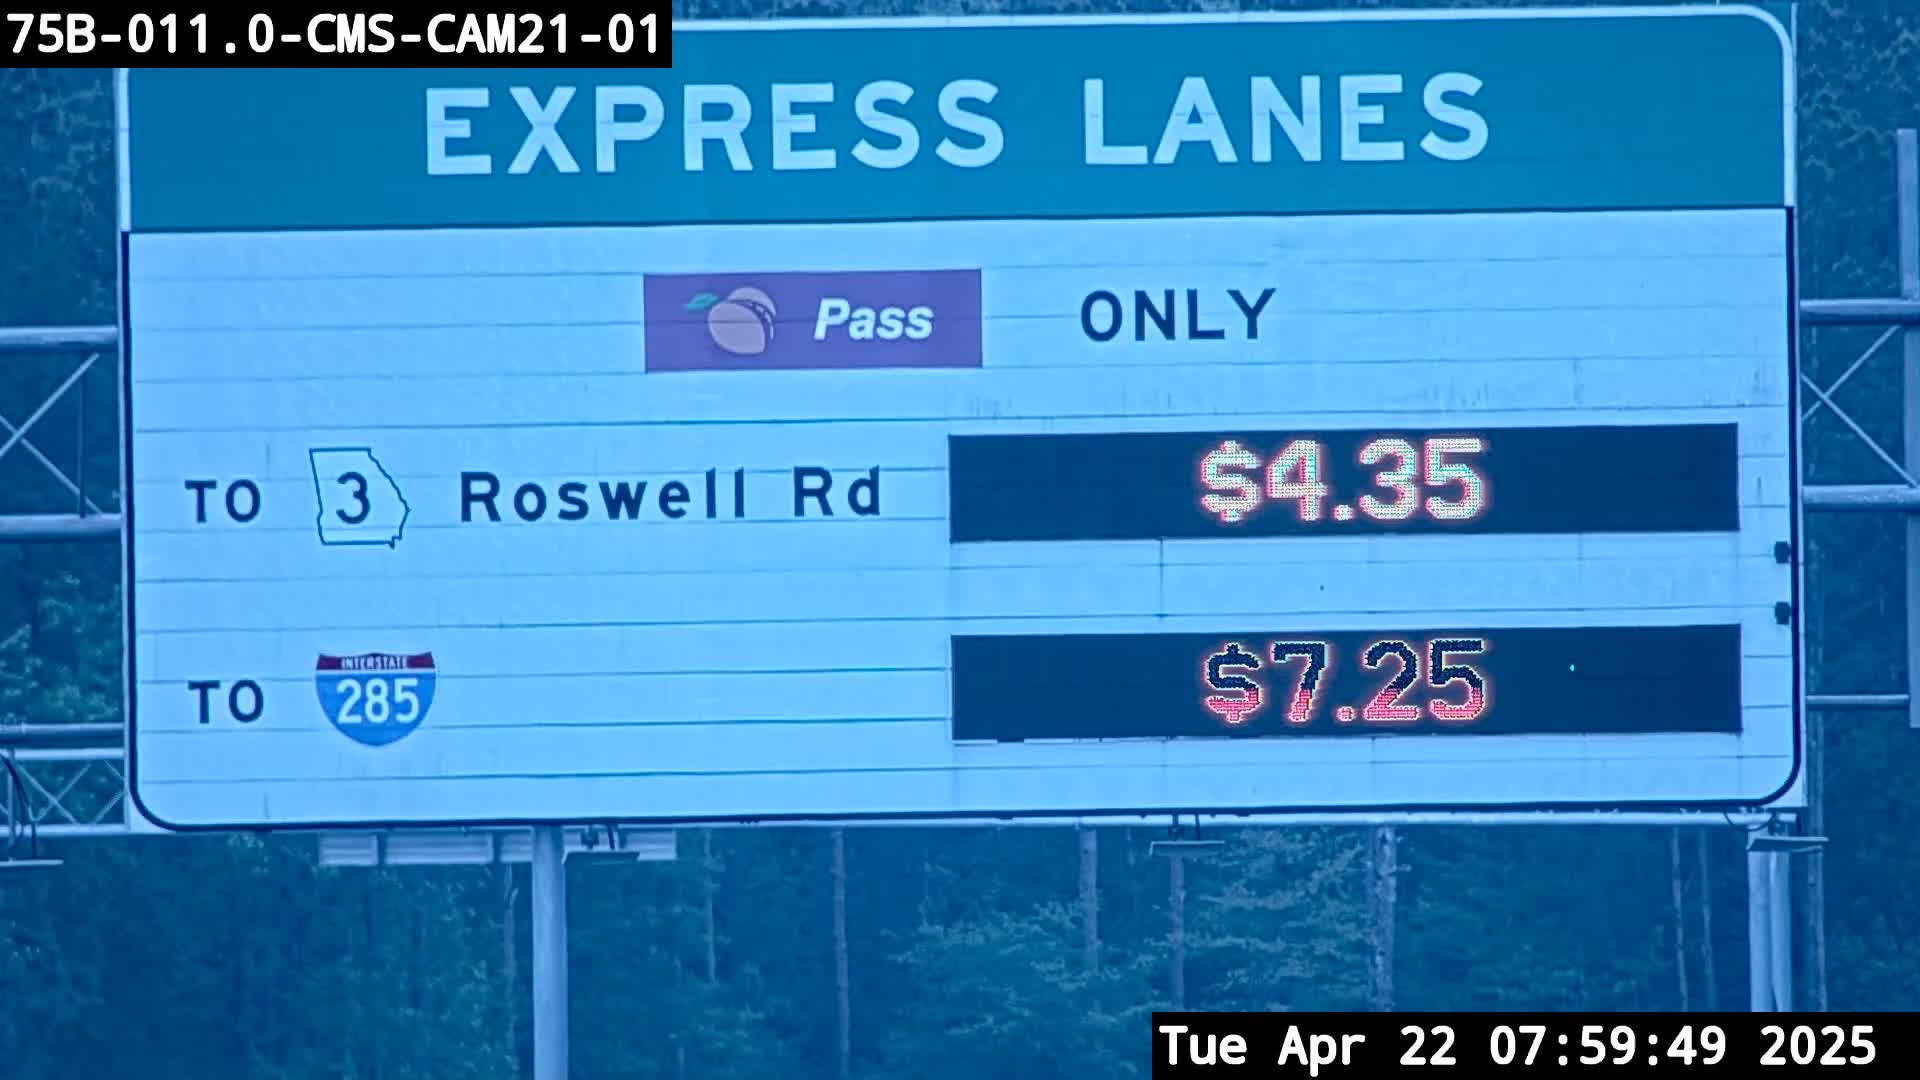 75B-011.0-CMS-CAM21-01
EXPRESS LANES
Pass ONLY
TO 3 Roswell Rd $4.35
TO INTERSTATE 285 $7.25
Tue Apr 22 07:59:49 2025